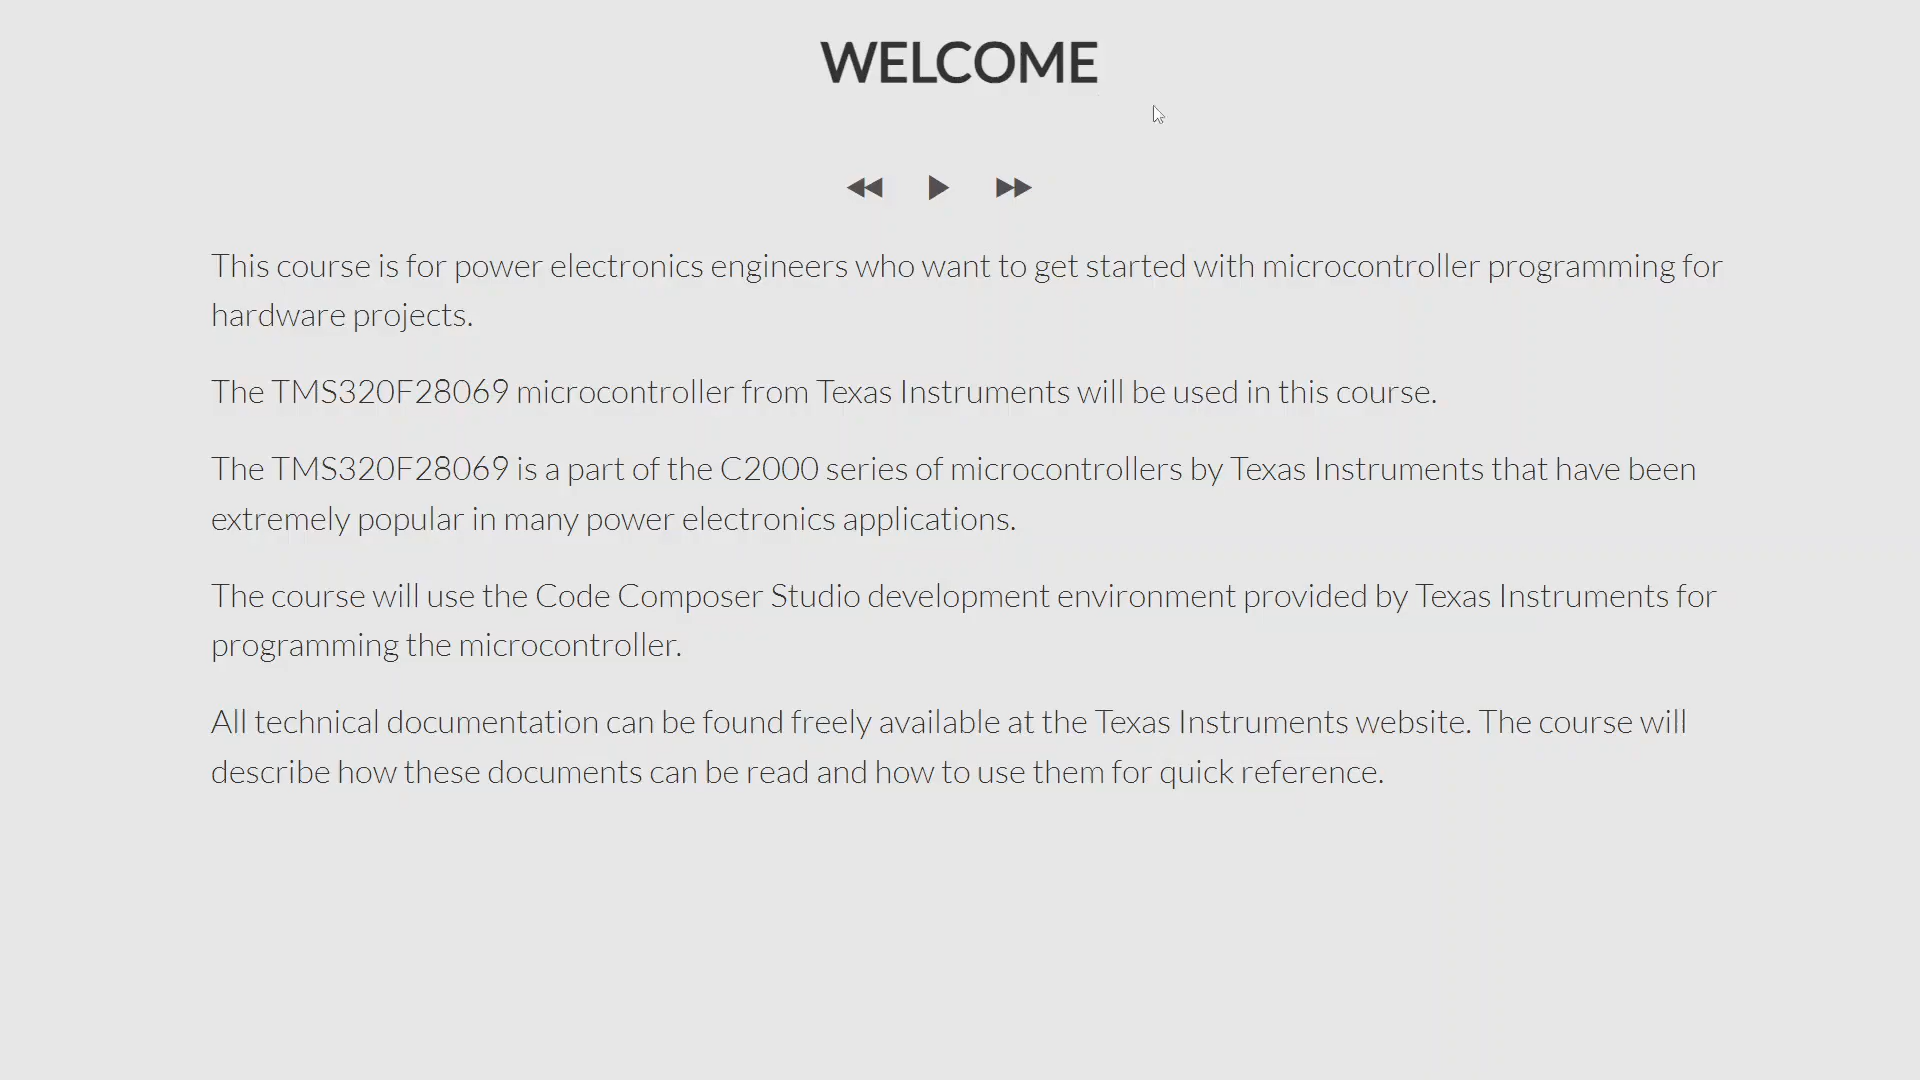 WELCOME
This course is for power electronics engineers who want to get started with microcontroller programming for
hardware projects.
The TMS320F28069 microcontroller from Texas Instruments will be used in this course.
The TMS320F28069 is a part of the C2000 series of microcontrollers by Texas Instruments that have been
extremely popular in many power electronics applications.
The course will use the Code Composer Studio development environment provided by Texas Instruments for
programming the microcontroller.
All technical documentation can be found freely available at the Texas Instruments website. The course will
describe how these documents can be read and how to use them for quick reference.